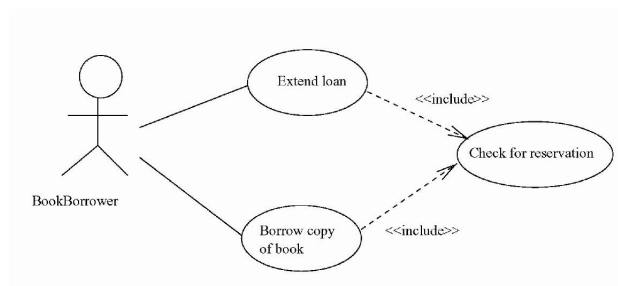 Extend loan
<<include>>
Check for reservation
BookBorrower
Borrow copy
of book
<<include>>